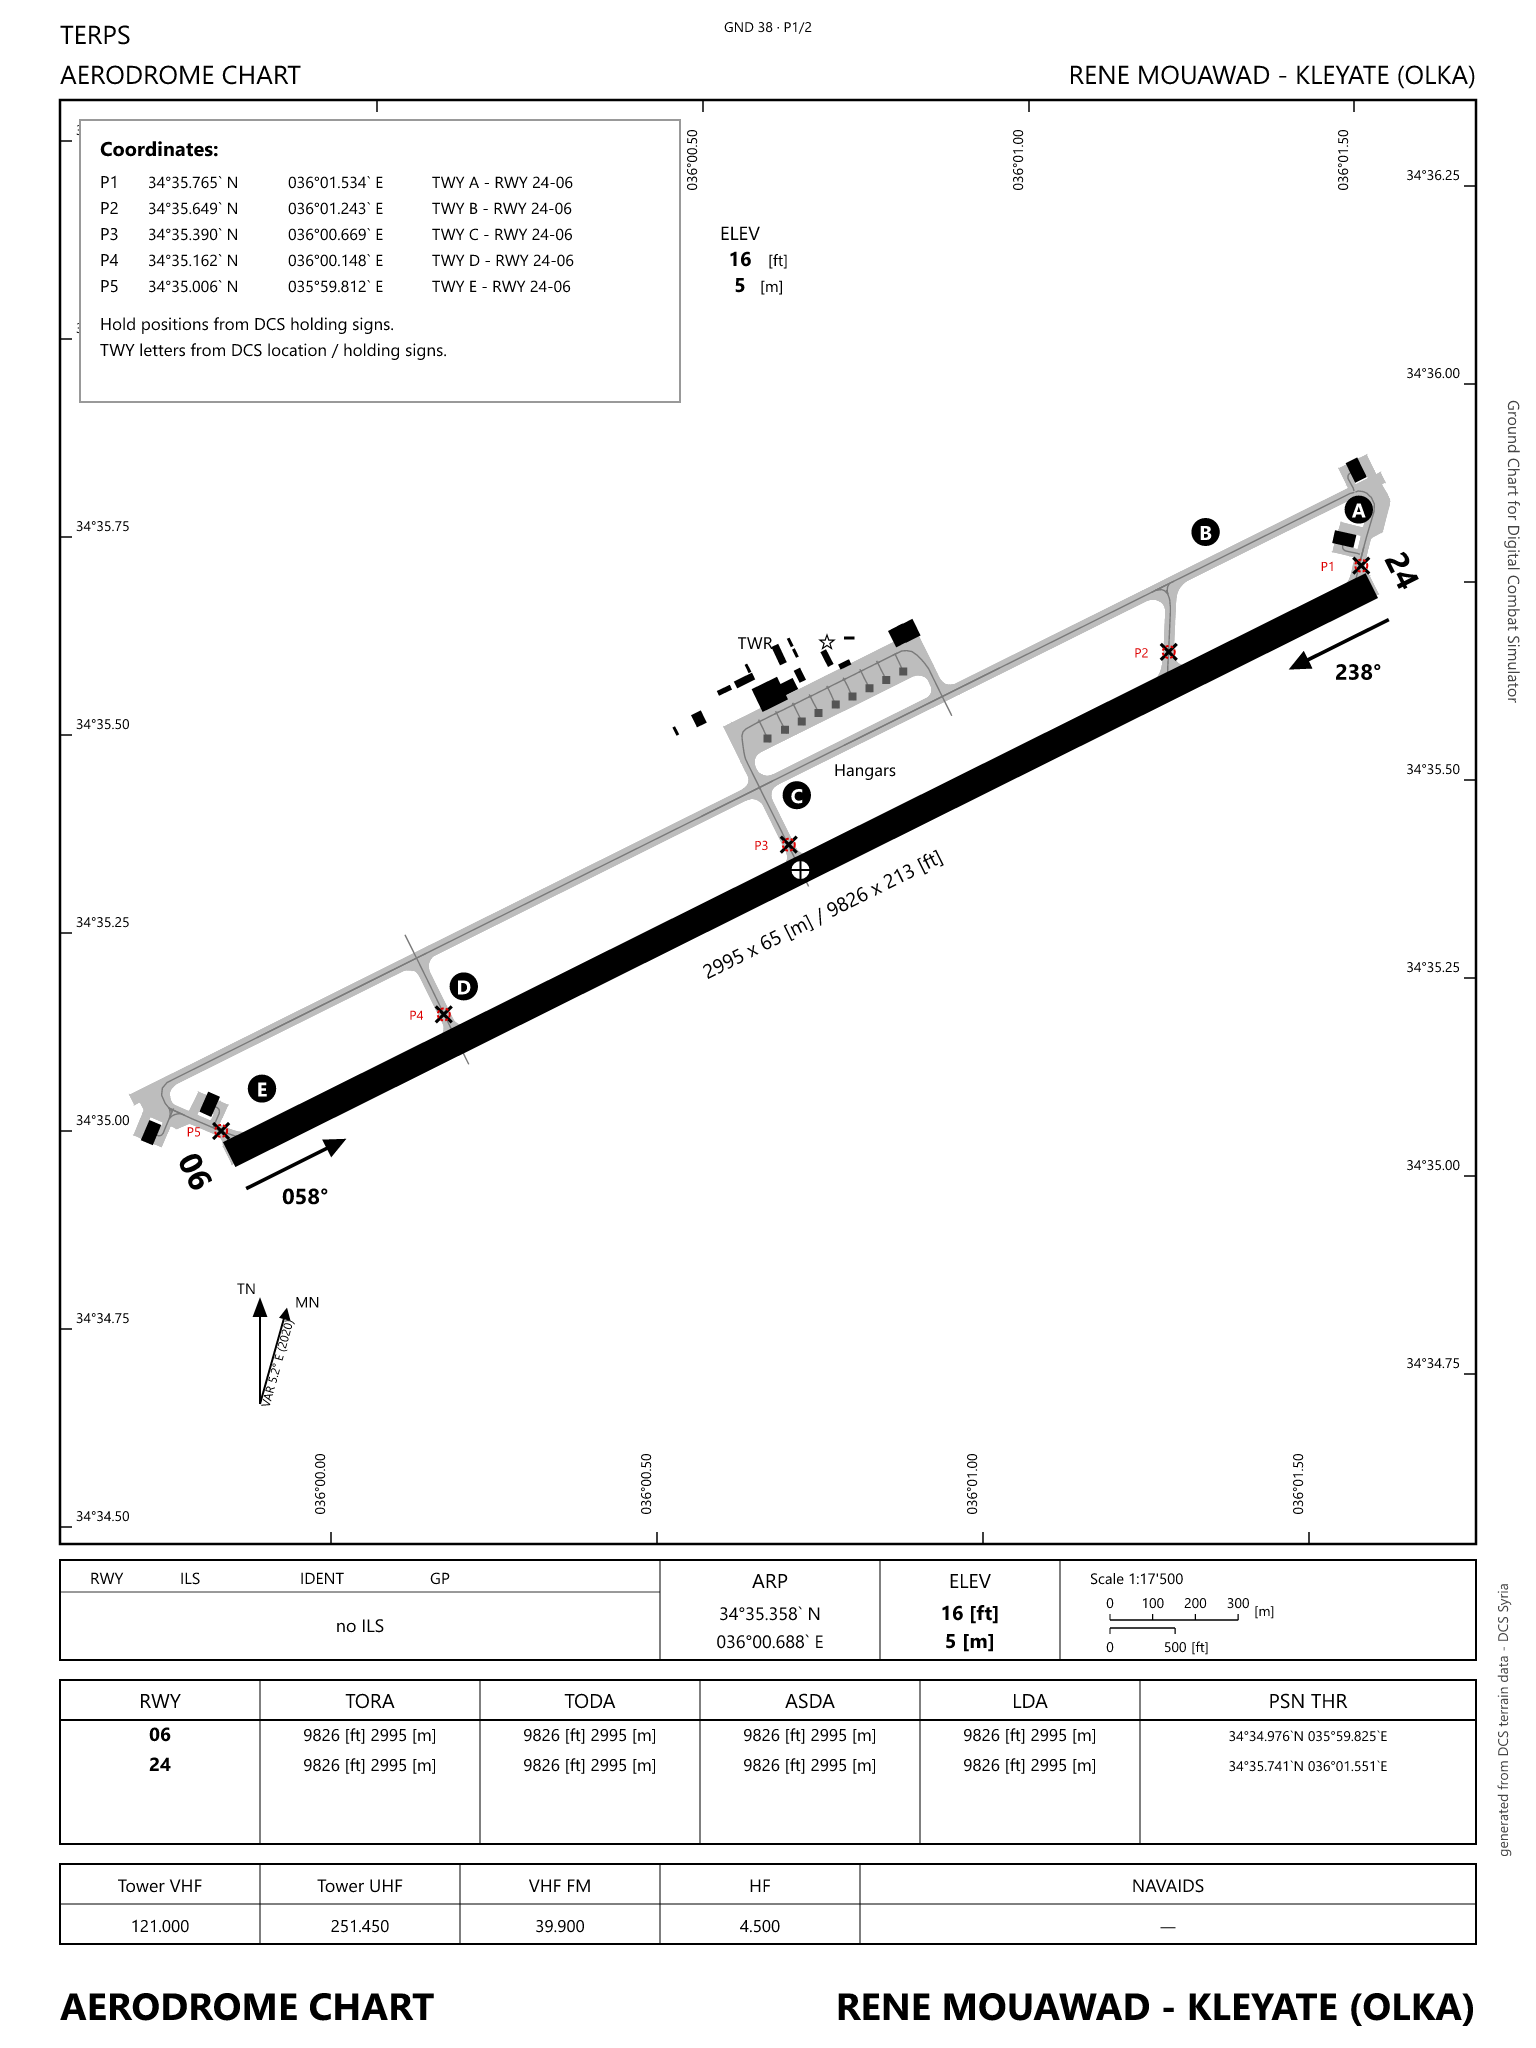 GND 38 · P1/2
TERPS
AERODROME CHART
RENE MOUAWAD - KLEYATE (OLKA)
Coordinates:
P1 34°35.765` N 036°01.534` E TWY A - RWY 24-06
P2 34°35.649` N 036°01.243` E TWY B - RWY 24-06
P3 34°35.390` N 036°00.669` E TWY C - RWY 24-06
P4 34°35.162` N 036°00.148` E TWY D - RWY 24-06
P5 34°35.006` N 035°59.812` E TWY E - RWY 24-06
Hold positions from DCS holding signs.
TWY letters from DCS location / holding signs.
036°00.50
036°01.00
036°01.50
34°36.25
ELEV
16 [ft]
5 [m]
34°36.00
Ground Chart for Digital Combat Simulator
34°35.75
A
B
P1
24
TWR
P2
238°
34°35.50
Hangars
34°35.50
C
P3
2995 x 65 [m] / 9826 x 213 [ft]
34°35.25
34°35.25
D
P4
E
34°35.00
P5
06
34°35.00
058°
TN
MN
VAR 5.2° E (2020)
34°34.75
34°34.75
036°00.00
036°00.50
036°01.00
036°01.50
34°34.50
RWY ILS IDENT GP
no ILS
ARP
34°35.358` N
036°00.688` E
ELEV
16 [ft]
5 [m]
Scale 1:17'500
0 100 200 300 [m]
0 500 [ft]
generated from DCS terrain data - DCS Syria
RWY TORA TODA ASDA LDA PSN THR
06 9826 [ft] 2995 [m] 9826 [ft] 2995 [m] 9826 [ft] 2995 [m] 9826 [ft] 2995 [m] 34°34.976`N 035°59.825`E
24 9826 [ft] 2995 [m] 9826 [ft] 2995 [m] 9826 [ft] 2995 [m] 9826 [ft] 2995 [m] 34°35.741`N 036°01.551`E
Tower VHF Tower UHF VHF FM HF NAVAIDS
121.000 251.450 39.900 4.500 —
AERODROME CHART
RENE MOUAWAD - KLEYATE (OLKA)